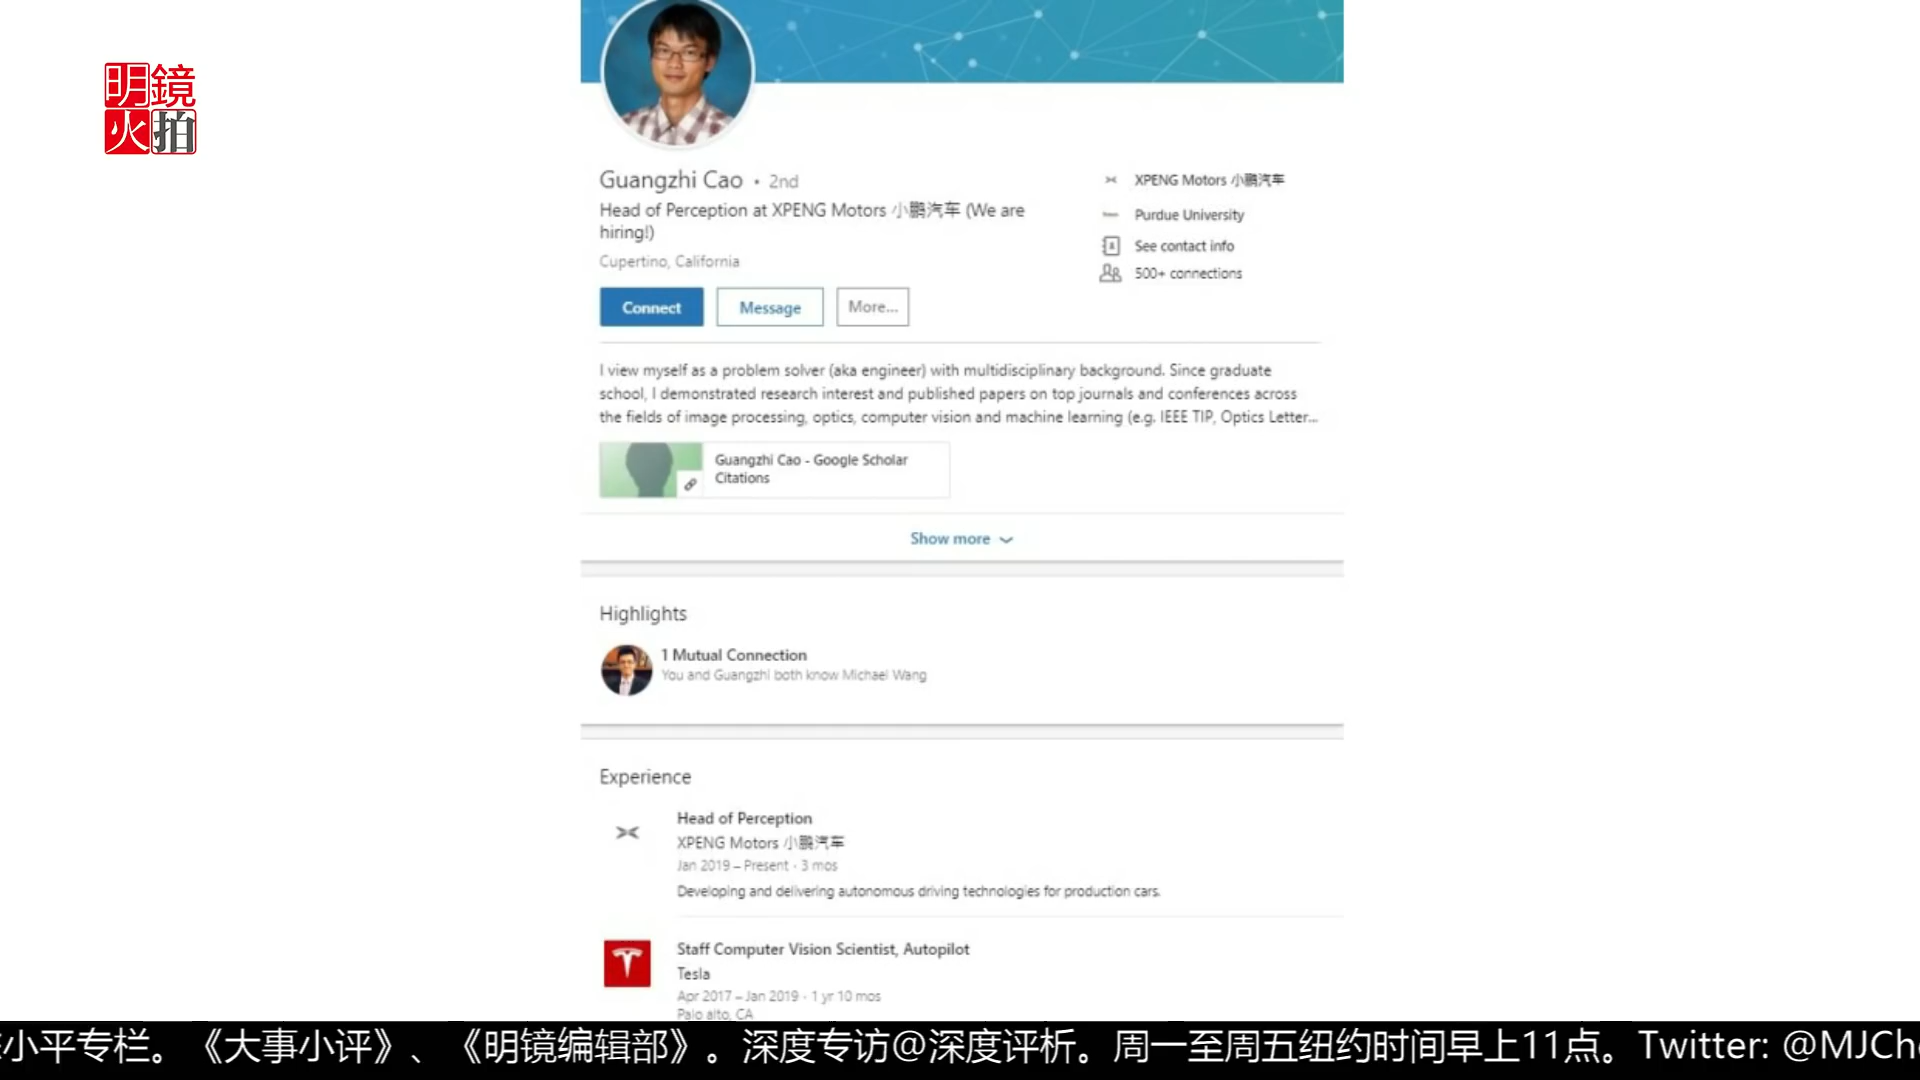 明鏡
火拍
Guangzhi Cao • 2nd
Head of Perception at XPENG Motors 小鹏汽车 (We are
hiring!)
Cupertino, California
Connect
Message
More...
XPENG Motors 小鹏汽车
Purdue University
See contact info
500+ connections
I view myself as a problem solver (aka engineer) with multidisciplinary background. Since graduate
school, I demonstrated research interest and published papers on top journals and conferences across
the fields of image processing, optics, computer vision and machine learning (e.g. IEEE TIP, Optics Letter...
Guangzhi Cao - Google Scholar
Citations
Show more
Highlights
1 Mutual Connection
You and Guangzhi both know Michael Wang
Experience
Head of Perception
XPENG Motors 小鹏汽车
Jan 2019 – Present · 3 mos
Developing and delivering autonomous driving technologies for production cars.
Staff Computer Vision Scientist, Autopilot
Tesla
Apr 2017 – Jan 2019 · 1 yr 10 mos
Palo alto, CA
小平专栏。《大事小评》、《明镜编辑部》。深度专访@深度评析。周一至周五纽约时间早上11点。Twitter: @MJCh